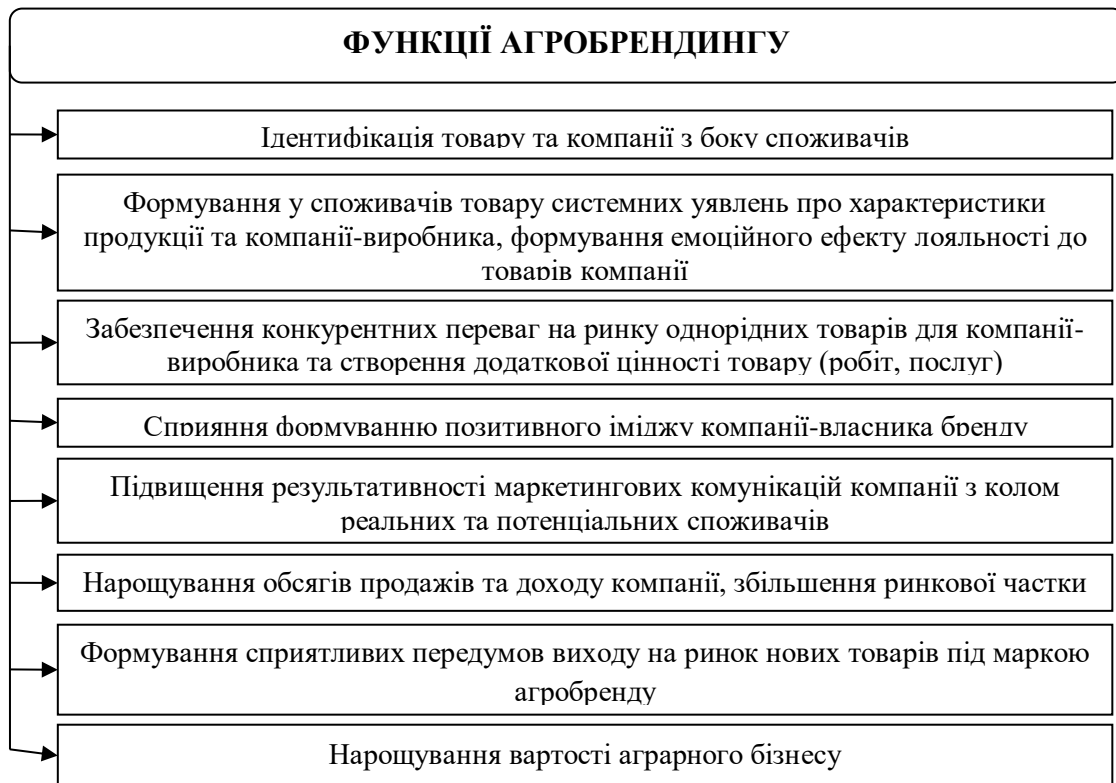 ФУНКЦІЇ АГРОБРЕНДИНГУ
Ідентифікація товару та компанії з боку споживачів
Формування у споживачів товару системних уявлень про характеристики
продукції та компанії-виробника, формування емоційного ефекту лояльності до
товарів компанії
Забезпечення конкурентних переваг на ринку однорідних товарів для компанії-
виробника та створення додаткової цінності товару (робіт, послуг)
Сприяння формуванню позитивного іміджу компанії-власника бренду
Підвищення результативності маркетингових комунікацій компанії з колом
реальних та потенціальних споживачів
Нарощування обсягів продажів та доходу компанії, збільшення ринкової частки
Формування сприятливих передумов виходу на ринок нових товарів під маркою
агробренду
Нарощування вартості аграрного бізнесу